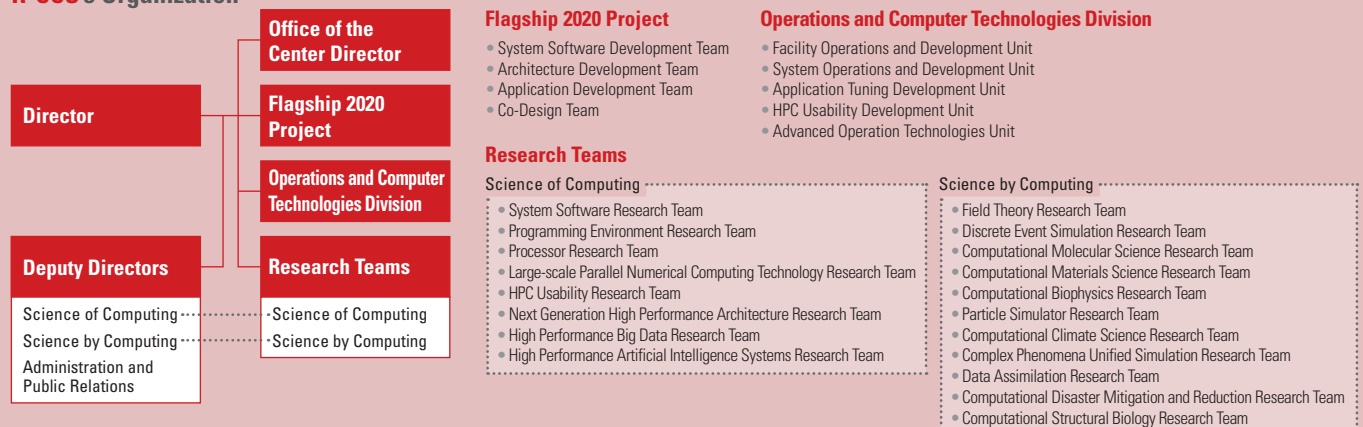 's Organization
Director
Office of the
Center Director
Flagship 2020
Project
Operations and Computer
Technologies Division
Deputy Directors
Science of Computing
Science by Computing
Administration and
Public Relations
Research Teams
Science of Computing
Science by Computing
Flagship 2020 Project
• System Software Development Team
• Architecture Development Team
• Application Development Team
• Co-Design Team
Operations and Computer Technologies Division
• Facility Operations and Development Unit
• System Operations and Development Unit
• Application Tuning Development Unit
• HPC Usability Development Unit
• Advanced Operation Technologies Unit
Research Teams
Science of Computing
• System Software Research Team
• Programming Environment Research Team
• Processor Research Team
• Large-scale Parallel Numerical Computing Technology Research Team
• HPC Usability Research Team
• Next Generation High Performance Architecture Research Team
• High Performance Big Data Research Team
• High Performance Artificial Intelligence Systems Research Team
Science by Computing
• Field Theory Research Team
• Discrete Event Simulation Research Team
• Computational Molecular Science Research Team
• Computational Materials Science Research Team
• Computational Biophysics Research Team
• Particle Simulator Research Team
• Computational Climate Science Research Team
• Complex Phenomena Unified Simulation Research Team
• Data Assimilation Research Team
• Computational Disaster Mitigation and Reduction Research Team
• Computational Structural Biology Research Team